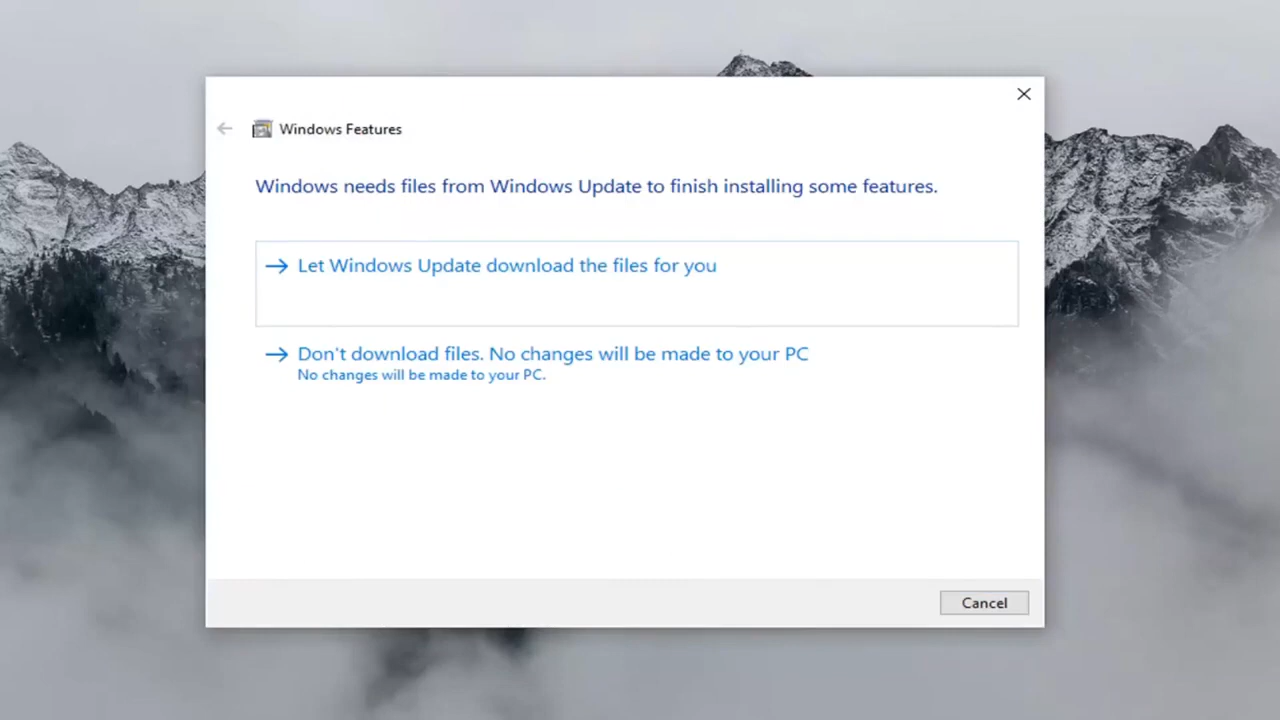 Windows Features
Windows needs files from Windows Update to finish installing some features.
Let Windows Update download the files for you
Don't download files. No changes will be made to your PC
No changes will be made to your PC.
Cancel